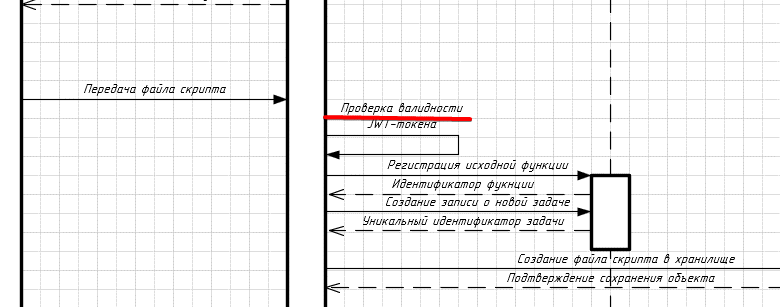 Передача файла скрипта
Проверка валидности
JWT-токена
Регистрация исходной функции
Идентификатор фукнции
Создание записи о новой задаче
Уникальный идентификатор задачи
Создание файла скрипта в хранилище
Подтверждение сохранения объекта